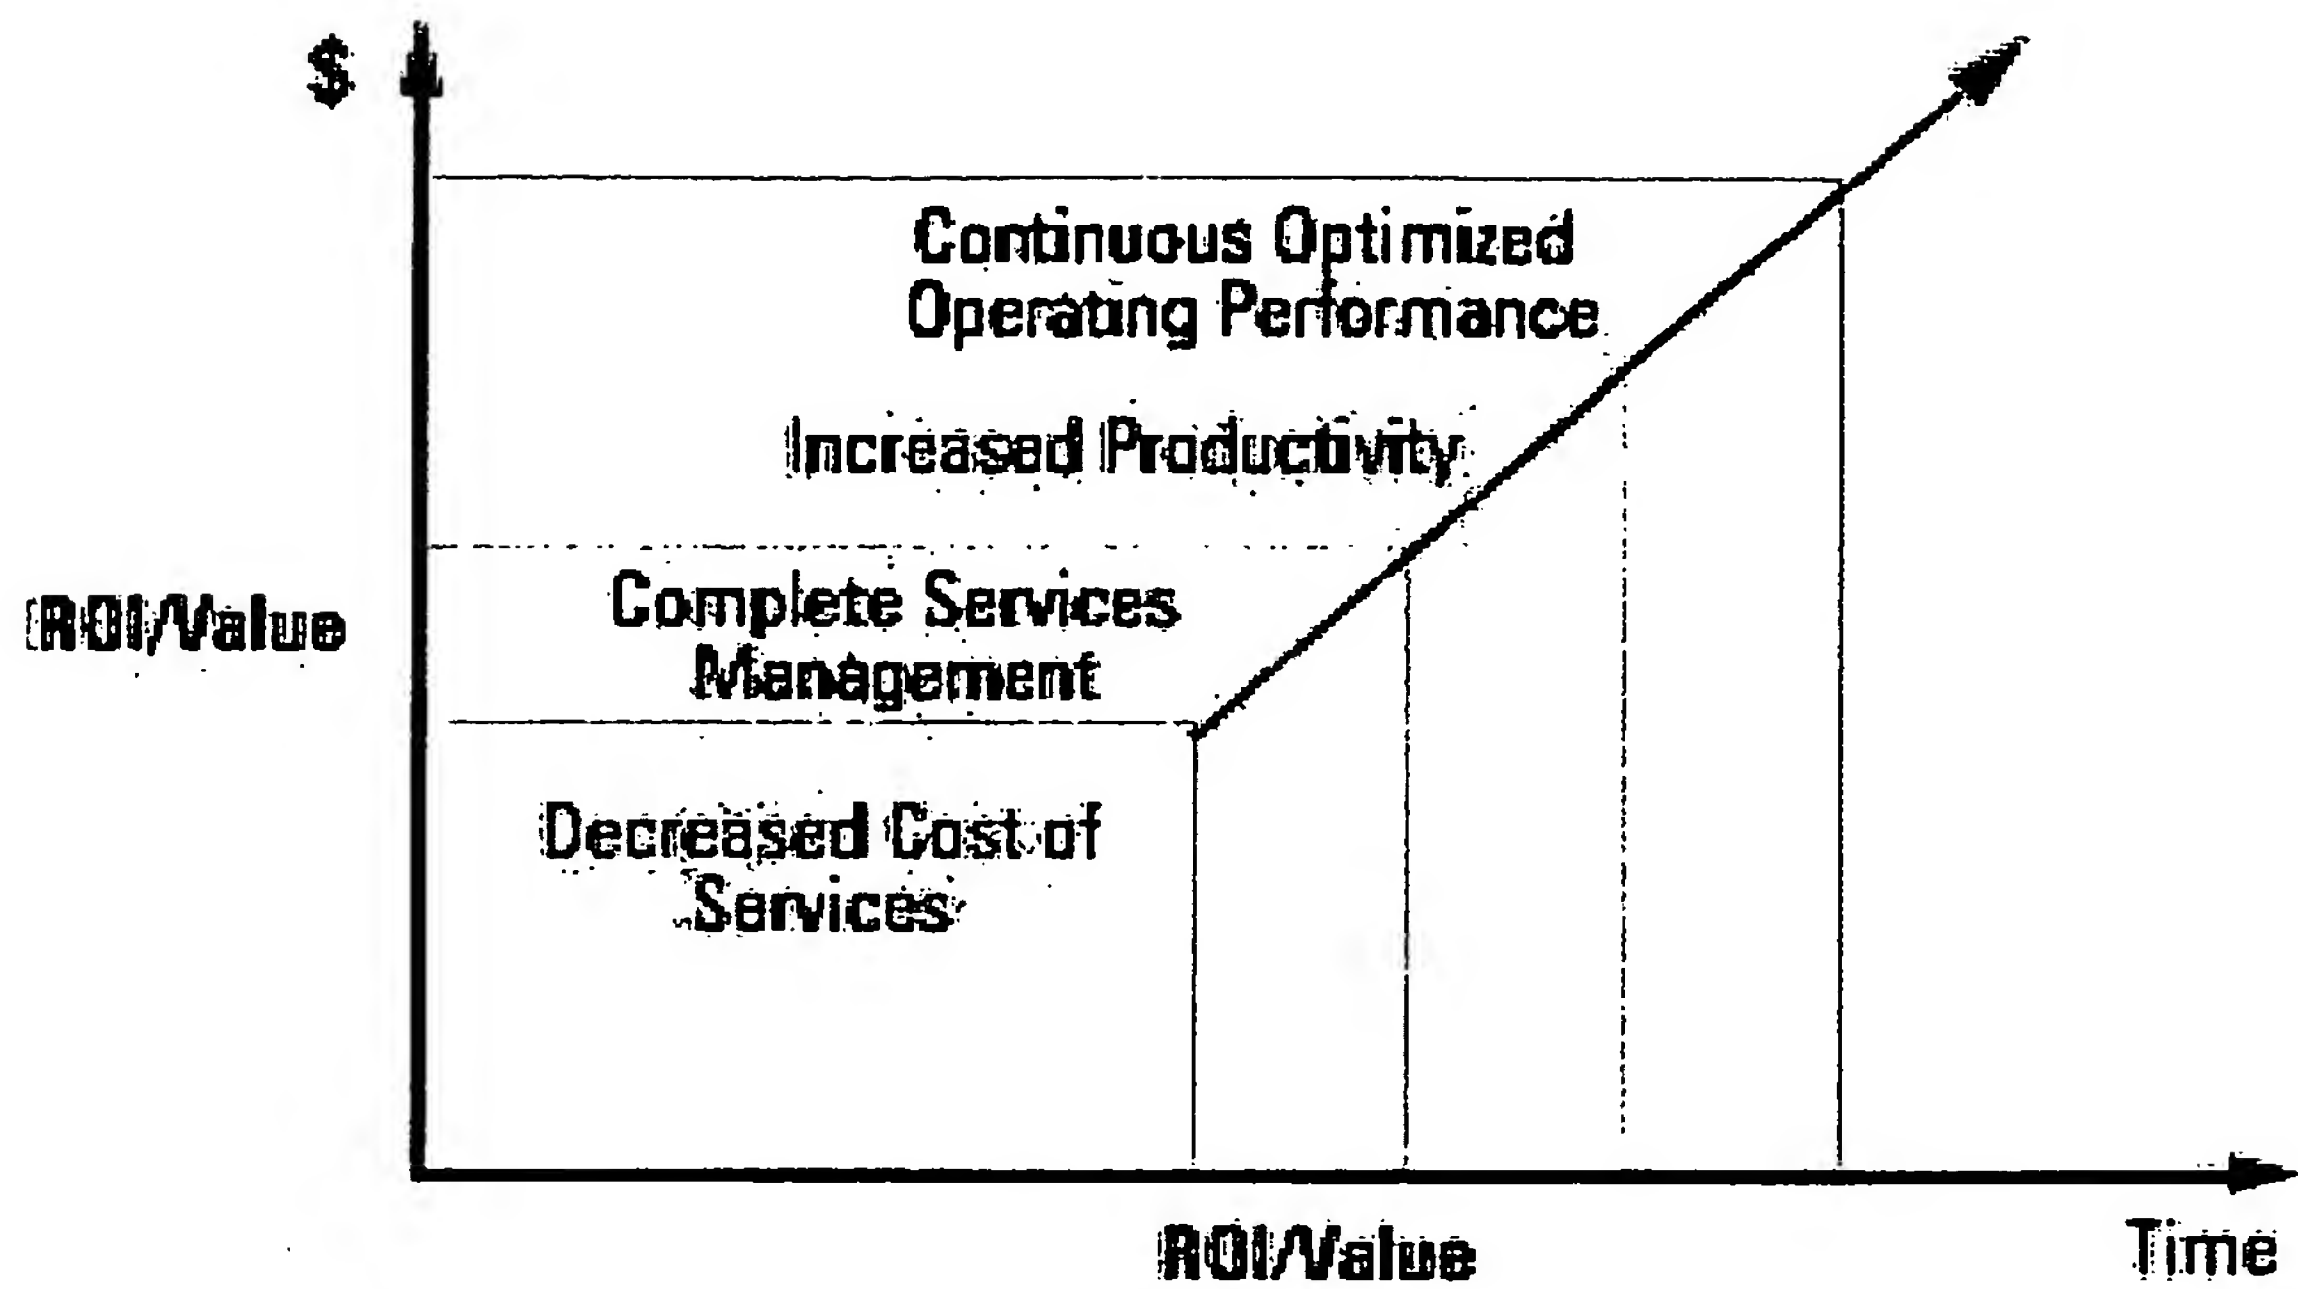 $
Continuous Optimized
Operating Performance
Increased Productivity
Complete Services
Management
ROI/Value
Decreased Cost of
Services
ROI/Value
Time